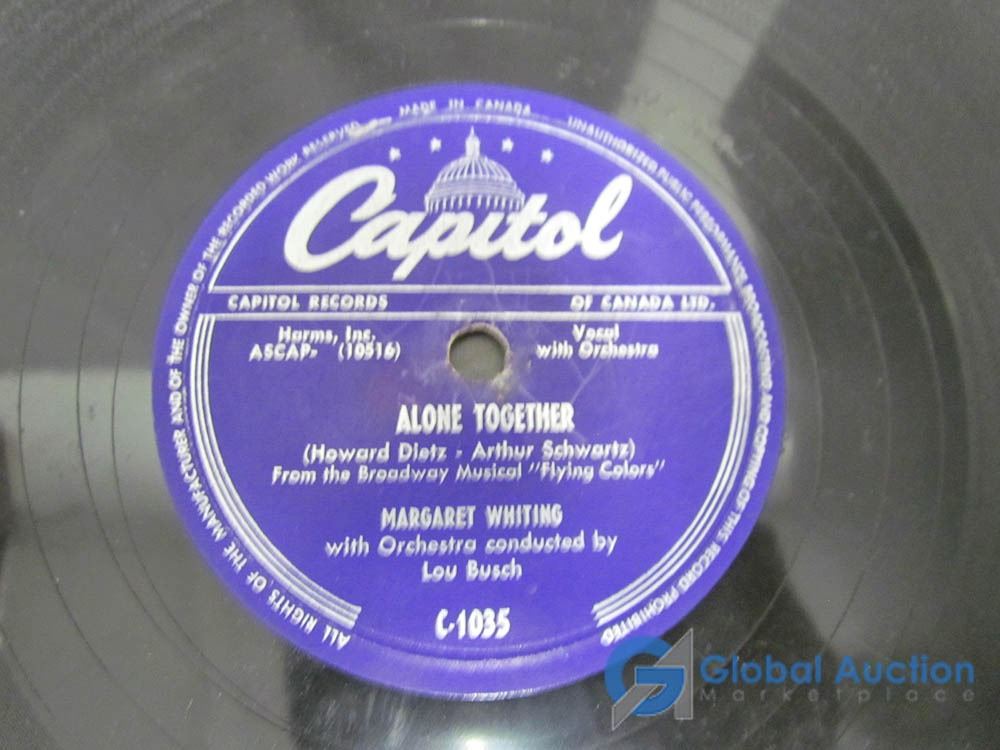 MADE IN CANADA
UNAUTHORIZED PUBLIC PERFORMANCE, BROADCASTING AND COPYING OF THIS RECORD PROHIBITED
ALL RIGHTS OF THE MANUFACTURER AND OF THE OWNER OF THE RECORDED WORK RESERVED
Capitol
CAPITOL RECORDS OF CANADA LTD.
Harms, Inc. Vocal
ASCAP- (10516) with Orchestra
ALONE TOGETHER
(Howard Dietz - Arthur Schwartz)
From the Broadway Musical "Flying Colors"
MARGARET WHITING
with Orchestra conducted by
Lou Busch
C-1035
Global Auction
Marketplace